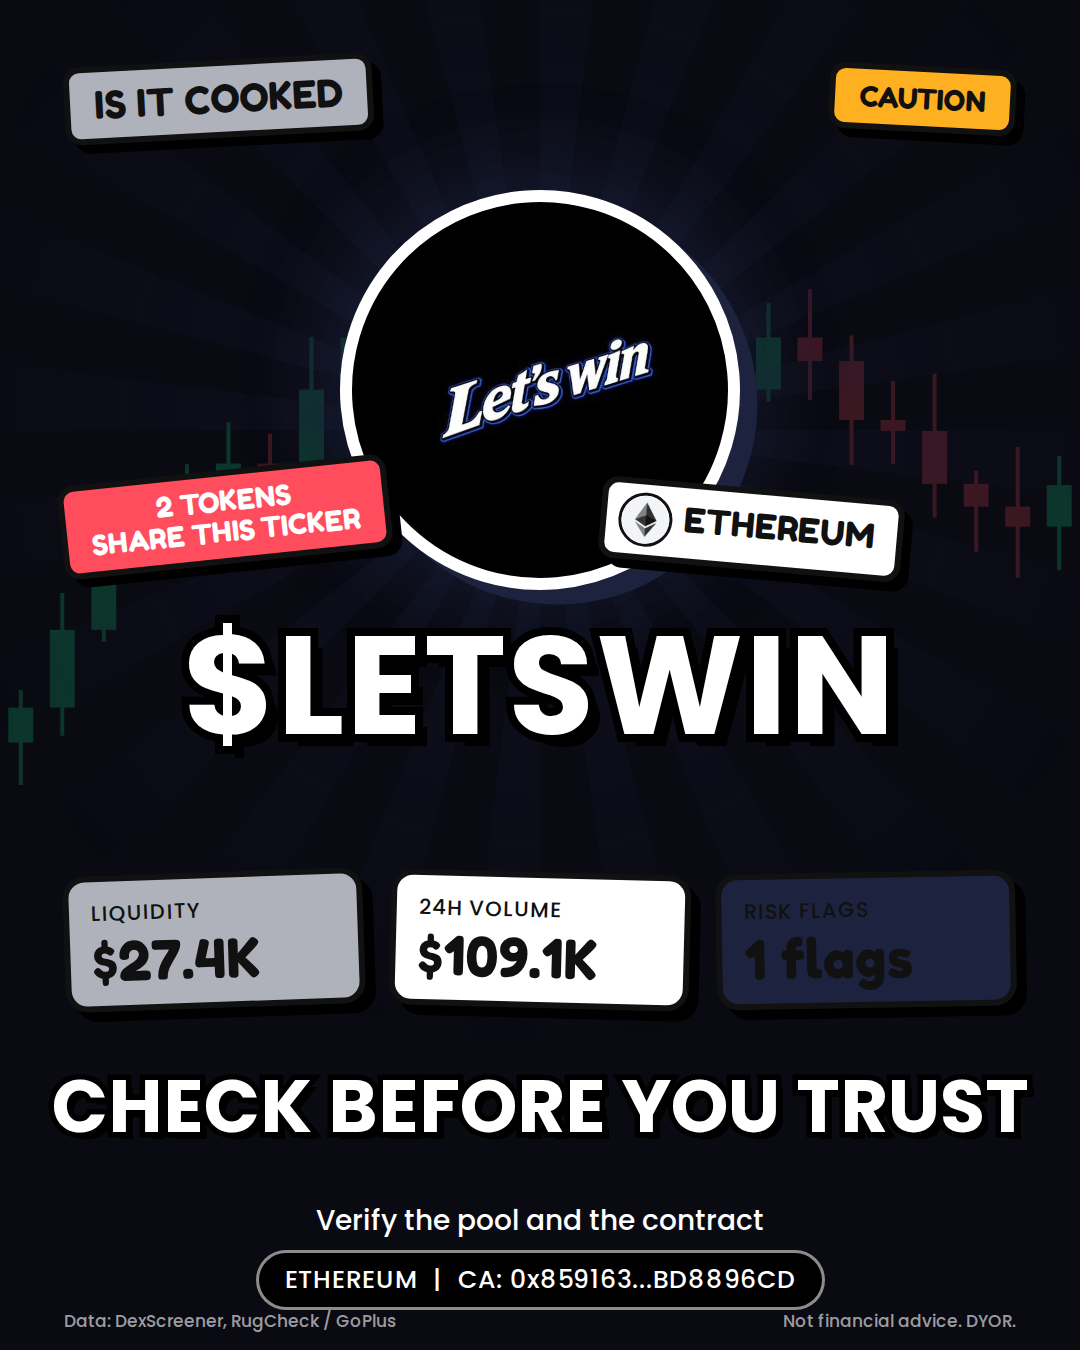 IS IT COOKED
CAUTION
Let's win
2 TOKENS
SHARE THIS TICKER
ETHEREUM
$LETSWIN
LIQUIDITY
$27.4K
24H VOLUME
$109.1K
RISK FLAGS
1 flags
CHECK BEFORE YOU TRUST
Verify the pool and the contract
ETHEREUM | CA: 0x859163...BD8896CD
Data: DexScreener, RugCheck / GoPlus
Not financial advice. DYOR.